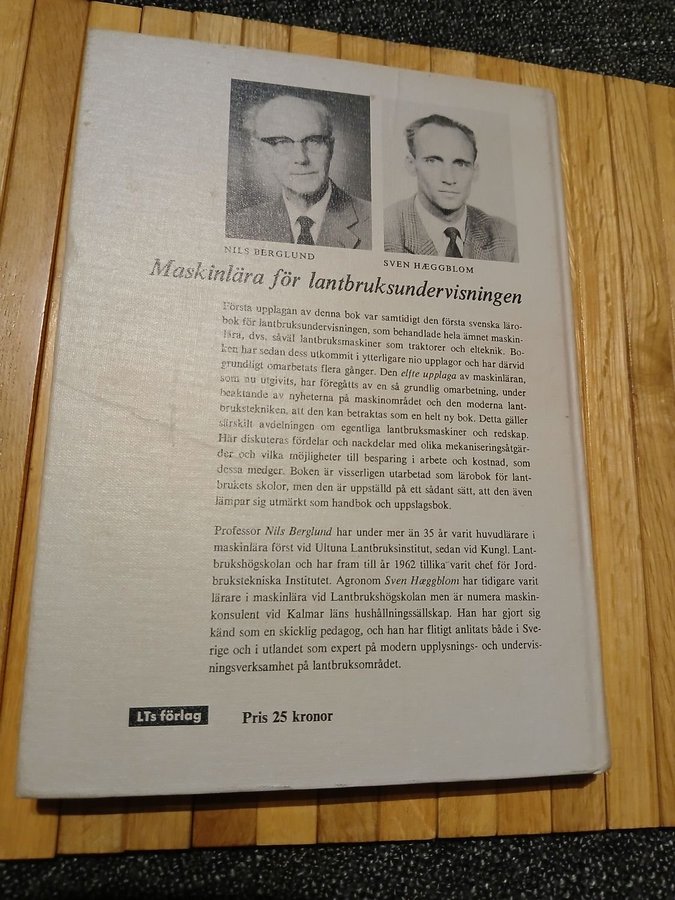 NILS BERGLUND
SVEN HÆGGBLOM
Maskinlära för lantbruksundervisningen
Första upplagan av denna bok var samtidigt den första svenska läro-
bok för lantbruksundervisningen, som behandlade hela ämnet maskin-
lära, dvs. såväl lantbruksmaskiner som traktorer och elteknik. Bo-
ken har sedan dess utkommit i ytterligare nio upplagor och har därvid
grundligt omarbetats flera gånger. Den elfte upplaga av maskinläran,
som nu utgivits, har föregåtts av en så grundlig omarbetning, under
beaktande av nyheterna på maskinområdet och den moderna lant-
brukstekniken, att den kan betraktas som en helt ny bok. Detta gäller
särskilt avdelningen om egentliga lantbruksmaskiner och redskap.
Här diskuteras fördelar och nackdelar med olika mekaniseringsåtgär-
der och vilka möjligheter till besparing i arbete och kostnad, som
dessa medger. Boken är visserligen utarbetad som lärobok för lant-
brukets skolor, men den är uppställd på ett sådant sätt, att den även
lämpar sig utmärkt som handbok och uppslagsbok.
Professor Nils Berglund har under mer än 35 år varit huvudlärare i
maskinlära först vid Ultuna Lantbruksinstitut, sedan vid Kungl. Lant-
brukshögskolan och har fram till år 1962 tillika varit chef för Jord-
brukstekniska Institutet. Agronom Sven Hæggblom har tidigare varit
lärare i maskinlära vid Lantbrukshögskolan men är numera maskin-
konsulent vid Kalmar läns hushållningssällskap. Han har gjort sig
känd som en skicklig pedagog, och han har flitigt anlitats både i Sve-
rige och i utlandet som expert på modern upplysnings- och undervis-
ningsverksamhet på lantbruksområdet.
LTs förlag
Pris 25 kronor